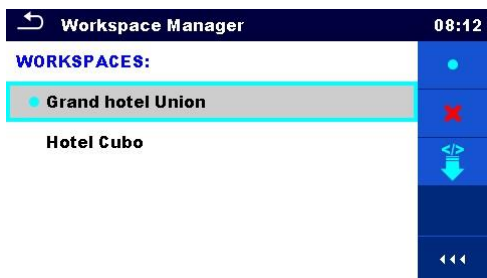 Workspace Manager 08:12
WORKSPACES:
Grand hotel Union
Hotel Cubo